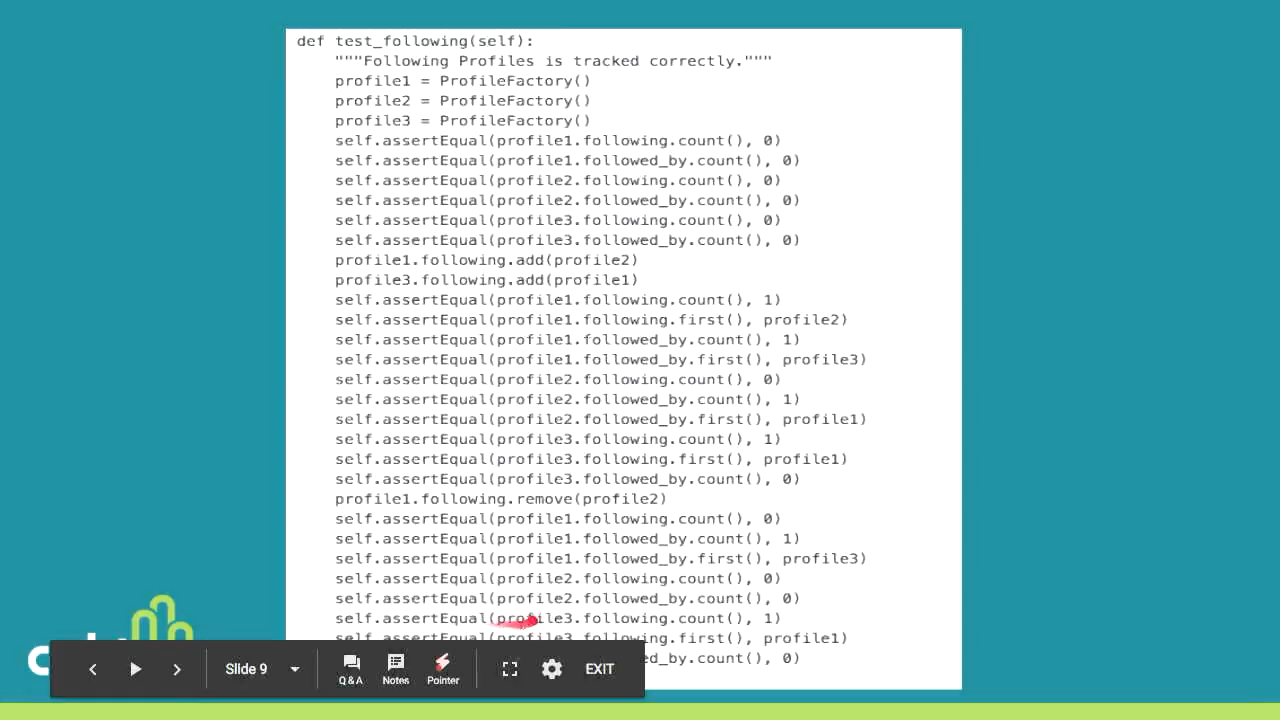 def test_following(self):
"""Following Profiles is tracked correctly."""
profile1 = ProfileFactory()
profile2 = ProfileFactory()
profile3 = ProfileFactory()
self.assertEqual(profile1.following.count(), 0)
self.assertEqual(profile1.followed_by.count(), 0)
self.assertEqual(profile2.following.count(), 0)
self.assertEqual(profile2.followed_by.count(), 0)
self.assertEqual(profile3.following.count(), 0)
self.assertEqual(profile3.followed_by.count(), 0)
profile1.following.add(profile2)
profile3.following.add(profile1)
self.assertEqual(profile1.following.count(), 1)
self.assertEqual(profile1.following.first(), profile2)
self.assertEqual(profile1.followed_by.count(), 1)
self.assertEqual(profile1.followed_by.first(), profile3)
self.assertEqual(profile2.following.count(), 0)
self.assertEqual(profile2.followed_by.count(), 1)
self.assertEqual(profile2.followed_by.first(), profile1)
self.assertEqual(profile3.following.count(), 1)
self.assertEqual(profile3.following.first(), profile1)
self.assertEqual(profile3.followed_by.count(), 0)
profile1.following.remove(profile2)
self.assertEqual(profile1.following.count(), 0)
self.assertEqual(profile1.followed_by.count(), 1)
self.assertEqual(profile1.followed_by.first(), profile3)
self.assertEqual(profile2.following.count(), 0)
self.assertEqual(profile2.followed_by.count(), 0)
self.assertEqual(profile3.following.count(), 1)
self.assertEqual(profile3.following.first(), profile1)
ed_by.count(), 0)
Slide 9
Q&A
Notes
Pointer
EXIT